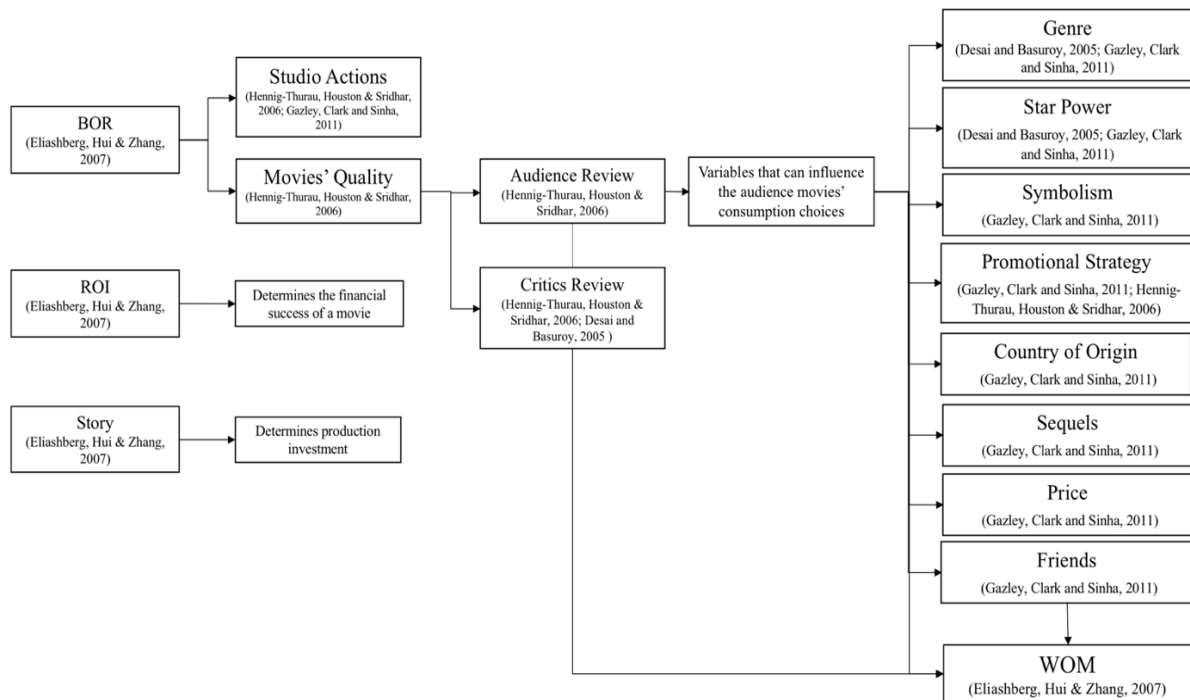 BOR
(Eliashberg, Hui & Zhang,
2007)
Studio Actions
(Hennig-Thurau, Houston & Sridhar,
2006; Gazley, Clark and Sinha,
2011)
Movies' Quality
(Hennig-Thurau, Houston & Sridhar,
2006)
Audience Review
(Hennig-Thurau, Houston &
Sridhar, 2006)
Critics Review
(Hennig-Thurau, Houston &
Sridhar, 2006; Desai and
Basuroy, 2005 )
Variables that can influence
the audience movies'
consumption choices
ROI
(Eliashberg, Hui & Zhang,
2007)
Determines the financial
success of a movie
Story
(Eliashberg, Hui & Zhang,
2007)
Determines production
investment
Genre
(Desai and Basuroy, 2005; Gazley, Clark
and Sinha, 2011)
Star Power
(Desai and Basuroy, 2005; Gazley, Clark
and Sinha, 2011)
Symbolism
(Gazley, Clark and Sinha, 2011)
Promotional Strategy
(Gazley, Clark and Sinha, 2011; Hennig-
Thurau, Houston & Sridhar, 2006)
Country of Origin
(Gazley, Clark and Sinha, 2011)
Sequels
(Gazley, Clark and Sinha, 2011)
Price
(Gazley, Clark and Sinha, 2011)
Friends
(Gazley, Clark and Sinha, 2011)
WOM
(Eliashberg, Hui & Zhang, 2007)